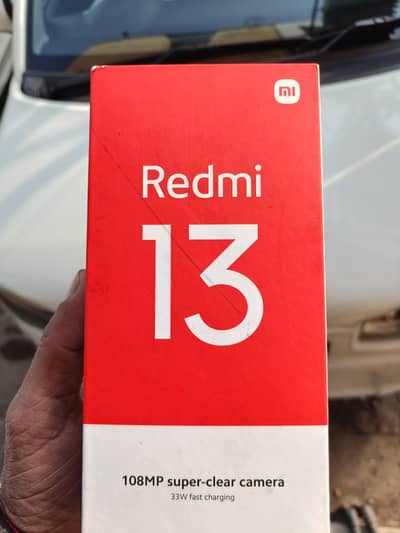 mi
Redmi
13
108MP super-clear camera
33W fast charging